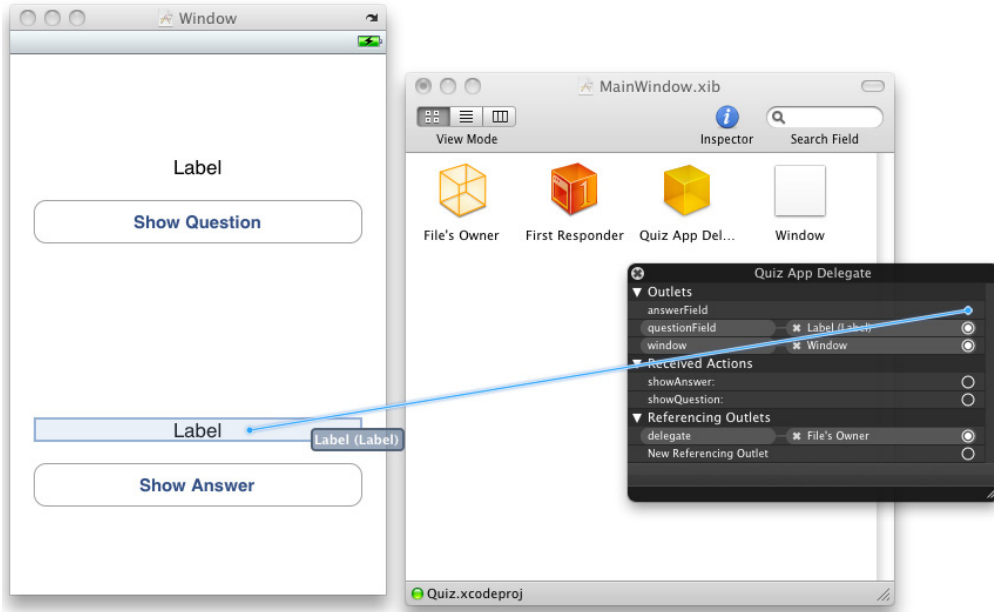 Window
Label
Show Question
Label
Label (Label)
Show Answer
MainWindow.xib
View Mode
Inspector
Search Field
File's Owner
First Responder
1
Quiz App Del...
Window
Quiz App Delegate
Outlets
answerField
questionField ✖ Label (Label)
window ✖ Window
Received Actions
showAnswer:
showQuestion:
Referencing Outlets
delegate ✖ File's Owner
New Referencing Outlet
Quiz.xcodeproj